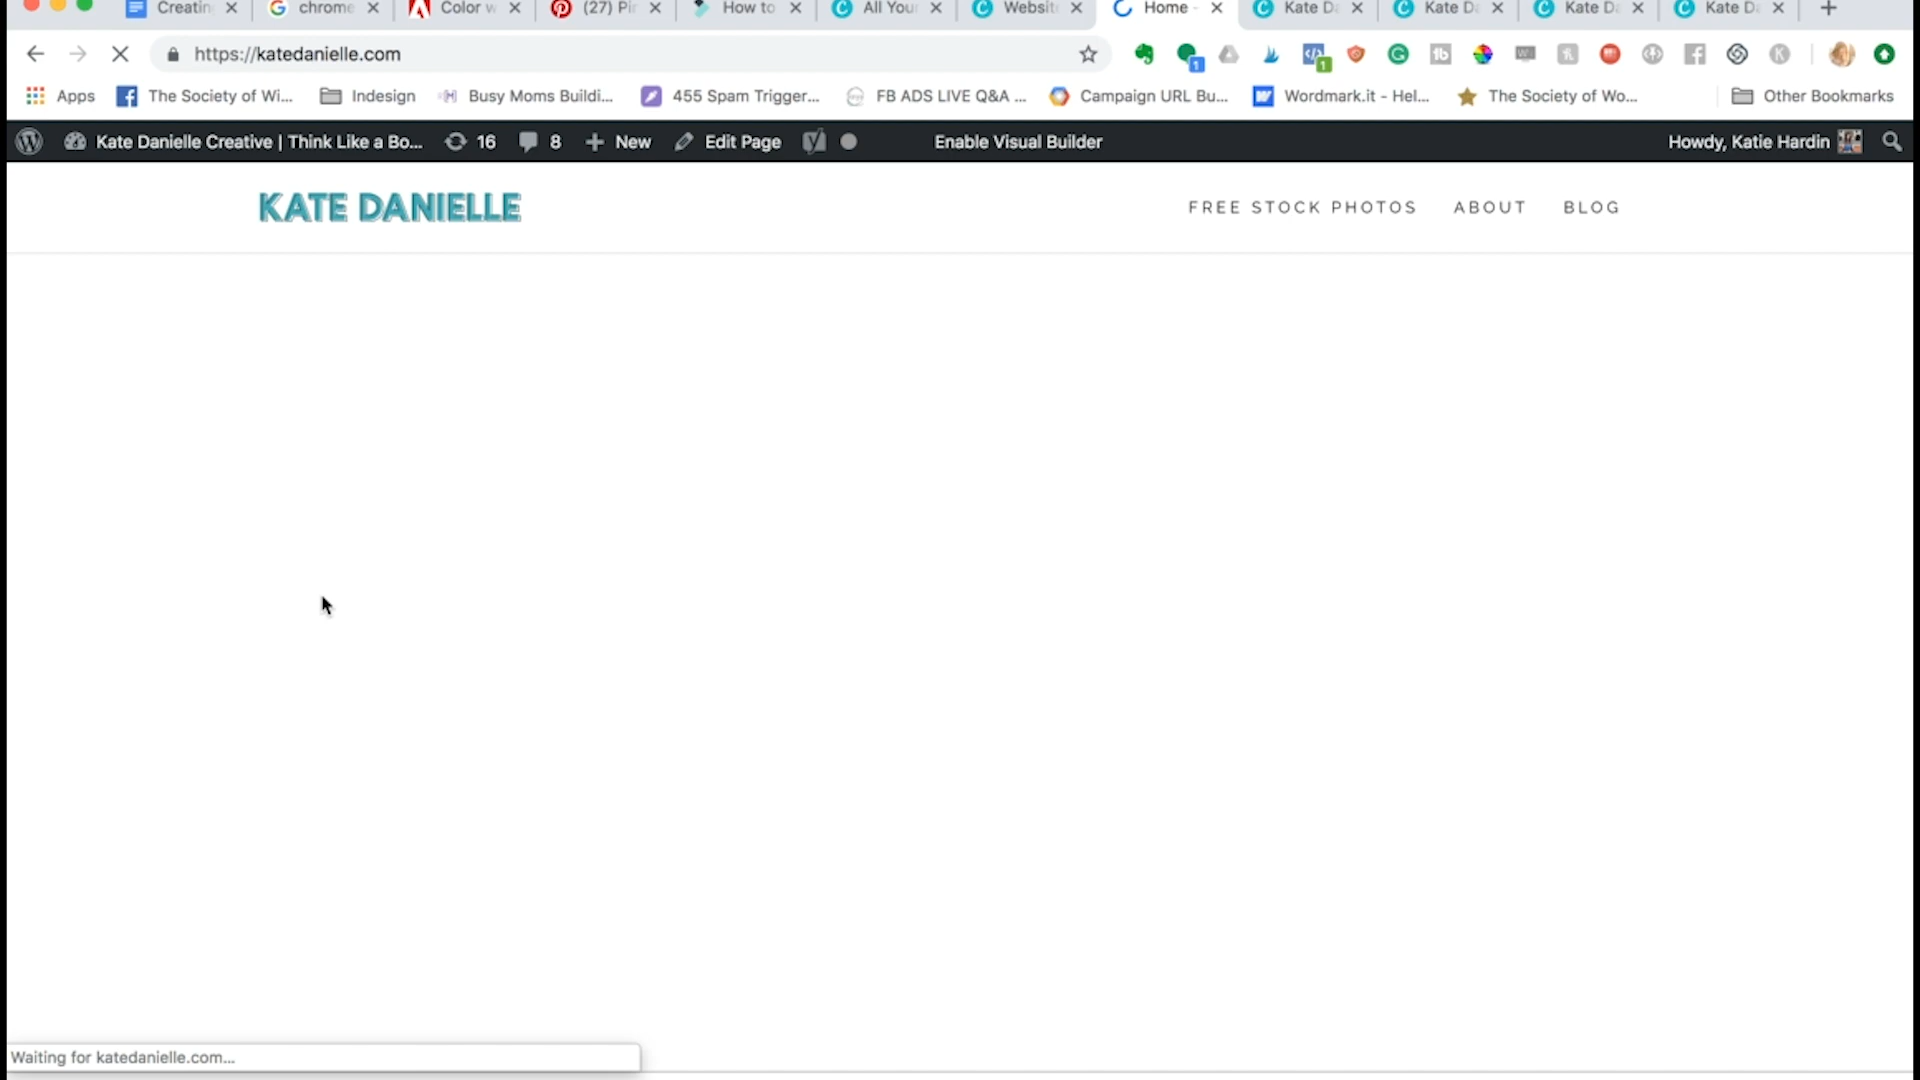 Creatin chrome Color w (27) Pi How to All You Websit Home - Kate D Kate D Kate D Kate D
https://katedanielle.com
1 1
Apps The Society of Wi... Indesign Busy Moms Buildi... 455 Spam Trigger... FB ADS LIVE Q&A ... Campaign URL Bu... Wordmark.it - Hel... The Society of Wo... Other Bookmarks
Kate Danielle Creative | Think Like a Bo... 16 8 New Edit Page Enable Visual Builder Howdy, Katie Hardin
KATE DANIELLE FREE STOCK PHOTOS ABOUT BLOG
Waiting for katedanielle.com...